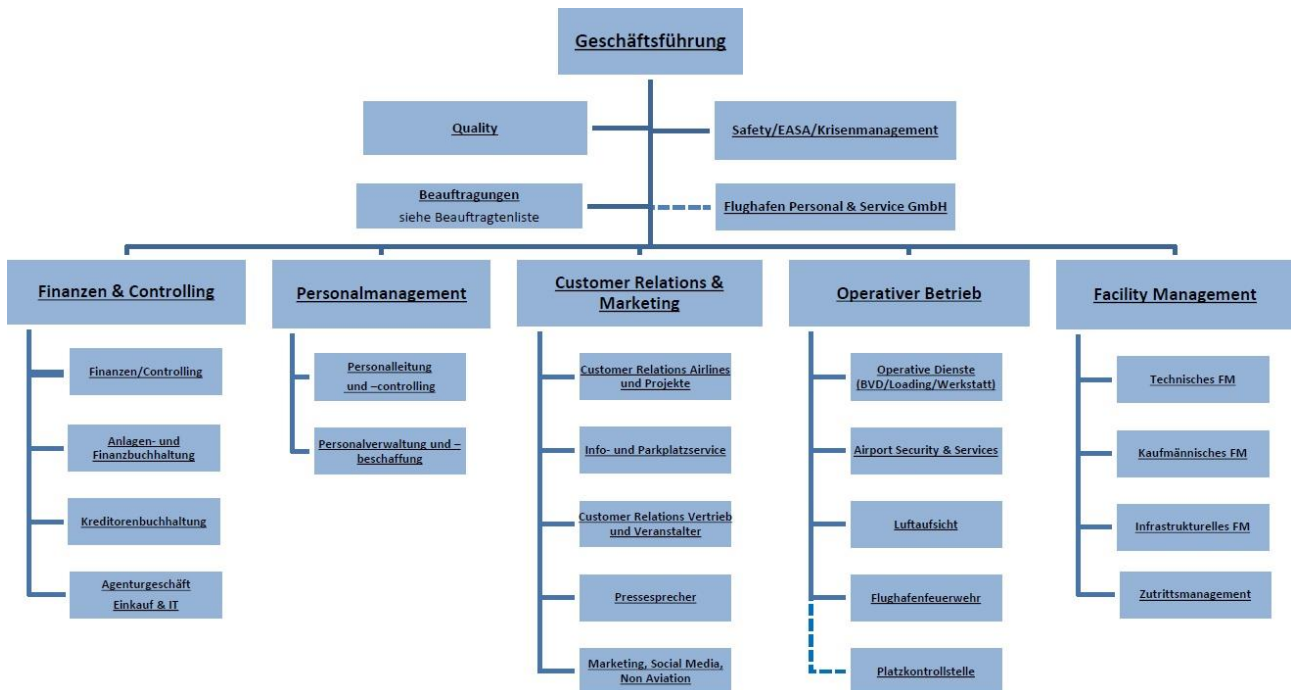 Geschäftsführung
Quality
Safety/EASA/Krisenmanagement
Beauftragungen
siehe Beauftragtenliste
Flughafen Personal & Service GmbH
Finanzen & Controlling
Finanzen/Controlling
Anlagen- und
Finanzbuchhaltung
Kreditorenbuchhaltung
Agenturgeschäft
Einkauf & IT
Personalmanagement
Personalleitung
und –controlling
Personalverwaltung und –
beschaffung
Customer Relations &
Marketing
Customer Relations Airlines
und Projekte
Info- und Parkplatzservice
Customer Relations Vertrieb
und Veranstalter
Pressesprecher
Marketing, Social Media,
Non Aviation
Operativer Betrieb
Operative Dienste
(BVD/Loading/Werkstatt)
Airport Security & Services
Luftaufsicht
Flughafenfeuerwehr
Platzkontrollstelle
Facility Management
Technisches FM
Kaufmännisches FM
Infrastrukturelles FM
Zutrittsmanagement